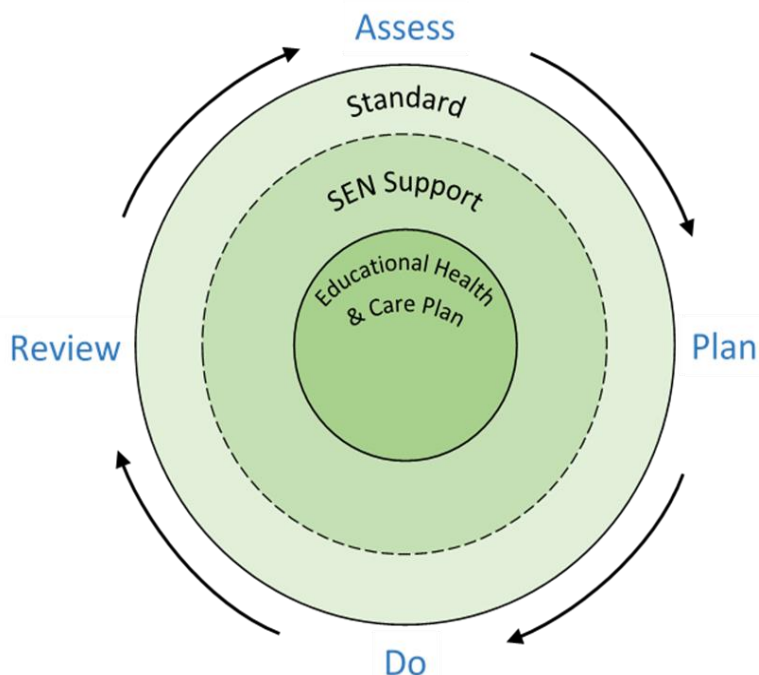 Assess
Standard
SEN Support
Educational Health
& Care Plan
Review
Plan
Do